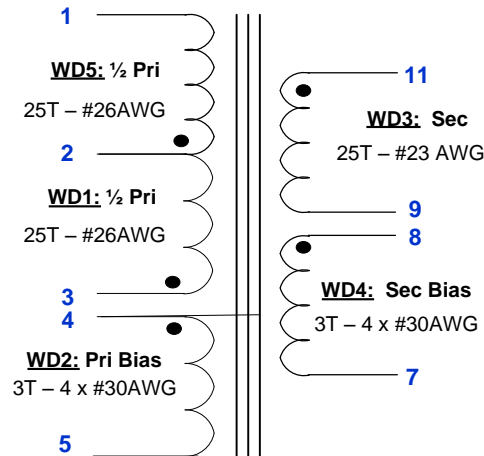 1
WD5: ½ Pri
25T – #26AWG
2
WD1: ½ Pri
25T – #26AWG
3
4
WD2: Pri Bias
3T – 4 x #30AWG
5
11
WD3: Sec
25T – #23 AWG
9
8
WD4: Sec Bias
3T – 4 x #30AWG
7